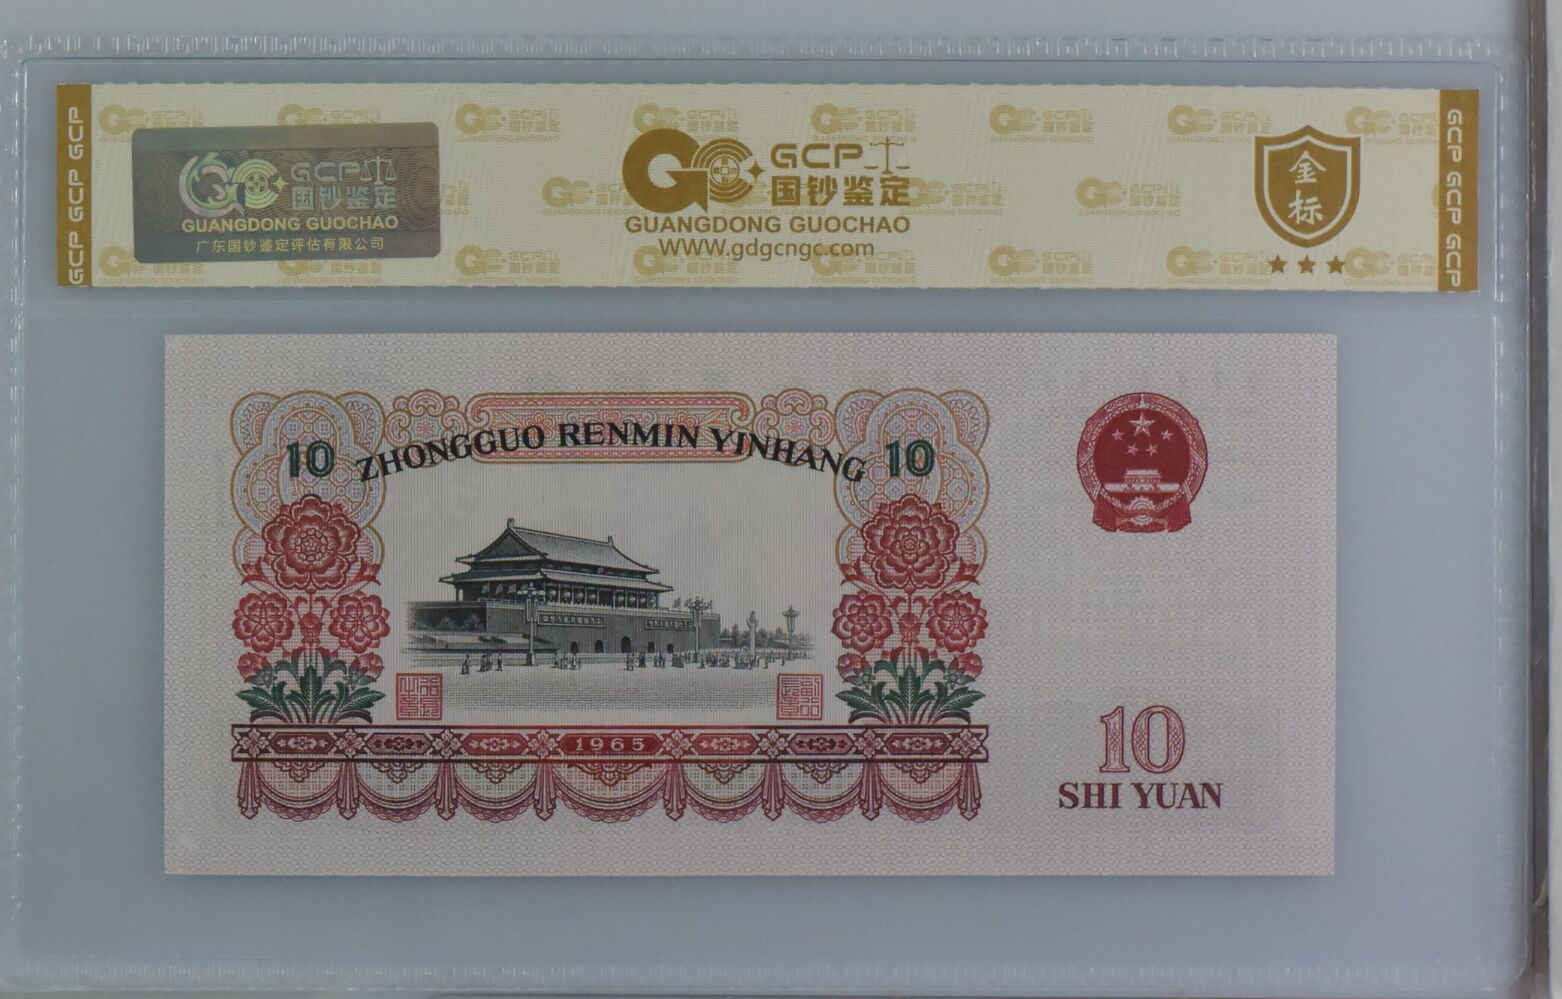 GCP GCP GCP
GCP
国钞鉴定
GUANGDONG GUOCHAO
广东国钞鉴定评估有限公司
GCP
国钞鉴定
GUANGDONG GUOCHAO
WWW.gdgcngc.com
金标
GCP GCP GCP
ZHONGGUO RENMIN YINHANG
10
10
1965
10
SHI YUAN